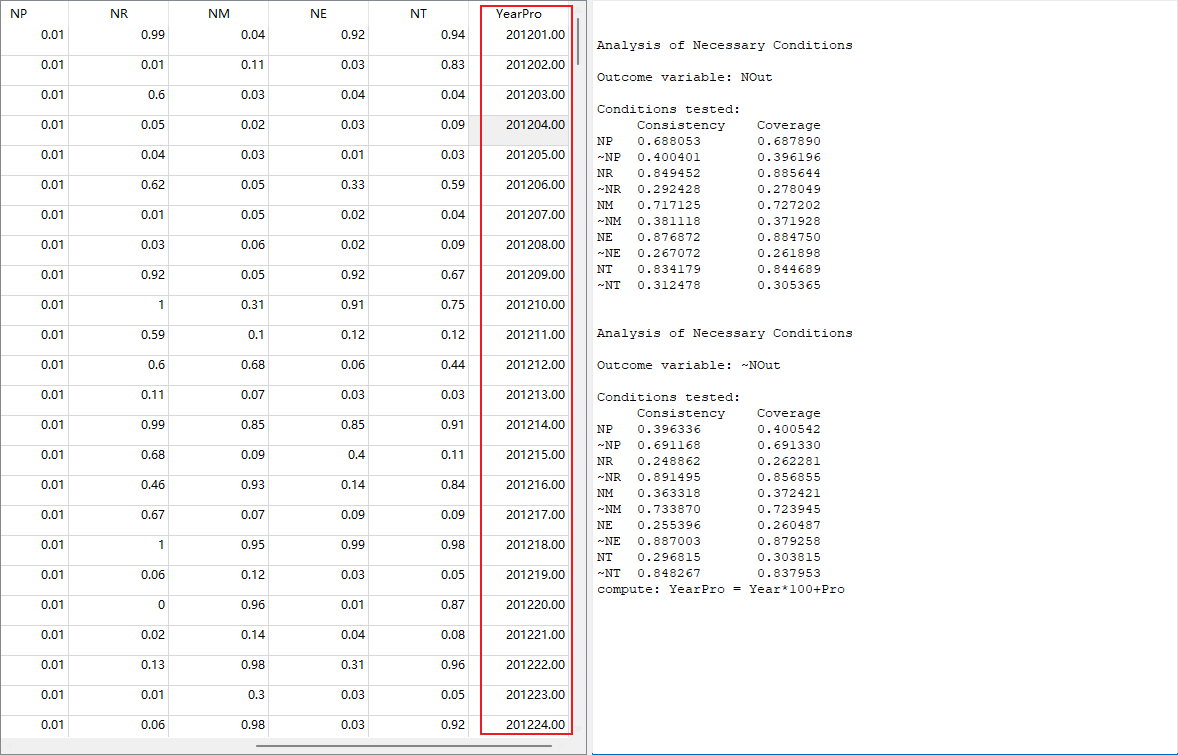 NP NR NM NE NT YearPro
0.01 0.99 0.04 0.92 0.94 201201.00
0.01 0.01 0.11 0.03 0.83 201202.00
0.01 0.6 0.03 0.04 0.04 201203.00
0.01 0.05 0.02 0.03 0.09 201204.00
0.01 0.04 0.03 0.01 0.03 201205.00
0.01 0.62 0.05 0.33 0.59 201206.00
0.01 0.01 0.05 0.02 0.04 201207.00
0.01 0.03 0.06 0.02 0.09 201208.00
0.01 0.92 0.05 0.92 0.67 201209.00
0.01 1 0.31 0.91 0.75 201210.00
0.01 0.59 0.1 0.12 0.12 201211.00
0.01 0.6 0.68 0.06 0.44 201212.00
0.01 0.11 0.07 0.03 0.03 201213.00
0.01 0.99 0.85 0.85 0.91 201214.00
0.01 0.68 0.09 0.4 0.11 201215.00
0.01 0.46 0.93 0.14 0.84 201216.00
0.01 0.67 0.07 0.09 0.09 201217.00
0.01 1 0.95 0.99 0.98 201218.00
0.01 0.06 0.12 0.03 0.05 201219.00
0.01 0 0.96 0.01 0.87 201220.00
0.01 0.02 0.14 0.04 0.08 201221.00
0.01 0.13 0.98 0.31 0.96 201222.00
0.01 0.01 0.3 0.03 0.05 201223.00
0.01 0.06 0.98 0.03 0.92 201224.00
Analysis of Necessary Conditions
Outcome variable: NOut
Conditions tested:
Consistency Coverage
NP 0.688053 0.687890
~NP 0.400401 0.396196
NR 0.849452 0.885644
~NR 0.292428 0.278049
NM 0.717125 0.727202
~NM 0.381118 0.371928
NE 0.876872 0.884750
~NE 0.267072 0.261898
NT 0.834179 0.844689
~NT 0.312478 0.305365
Analysis of Necessary Conditions
Outcome variable: ~NOut
Conditions tested:
Consistency Coverage
NP 0.396336 0.400542
~NP 0.691168 0.691330
NR 0.248862 0.262281
~NR 0.891495 0.856855
NM 0.363318 0.372421
~NM 0.733870 0.723945
NE 0.255396 0.260487
~NE 0.887003 0.879258
NT 0.296815 0.303815
~NT 0.848267 0.837953
compute: YearPro = Year*100+Pro